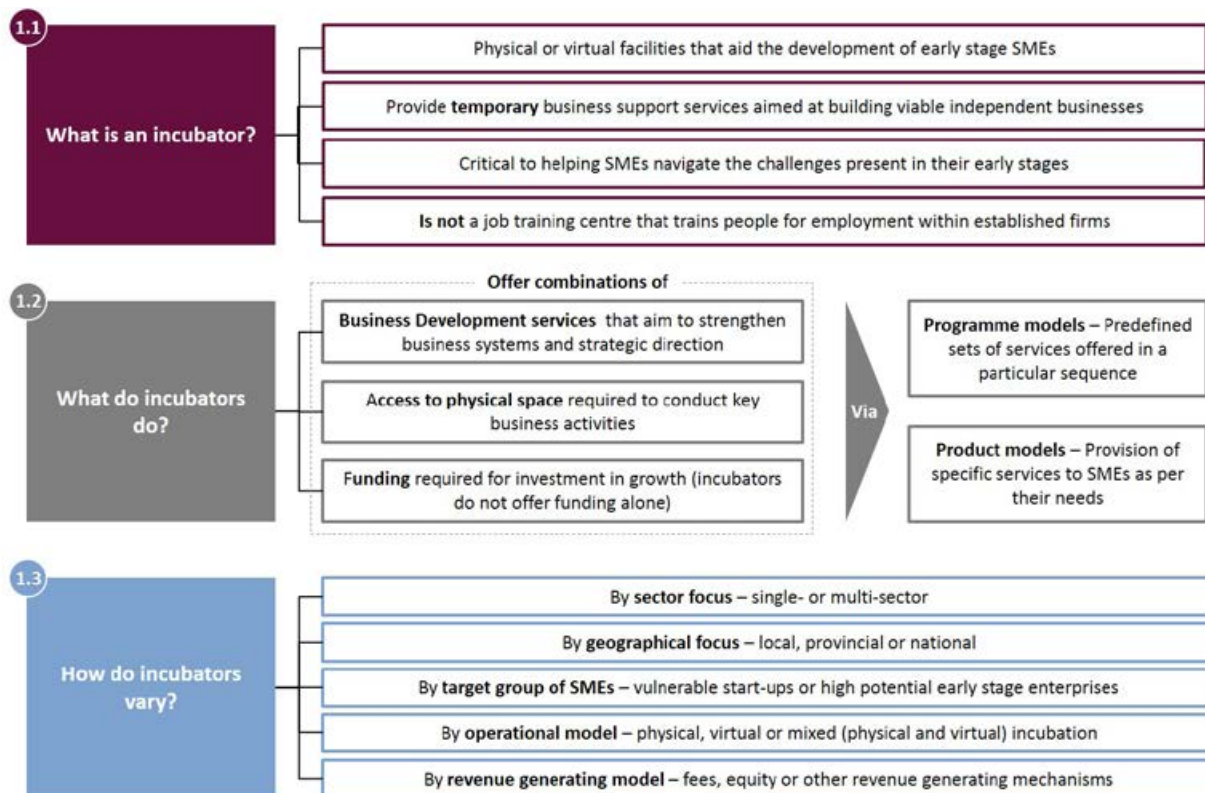 1.1
What is an incubator?
Physical or virtual facilities that aid the development of early stage SMEs
Provide temporary business support services aimed at building viable independent businesses
Critical to helping SMEs navigate the challenges present in their early stages
Is not a job training centre that trains people for employment within established firms
1.2
What do incubators
do?
Offer combinations of
Business Development services that aim to strengthen
business systems and strategic direction
Access to physical space required to conduct key
business activities
Funding required for investment in growth (incubators
do not offer funding alone)
Via
Programme models – Predefined
sets of services offered in a
particular sequence
Product models – Provision of
specific services to SMEs as per
their needs
1.3
How do incubators
vary?
By sector focus – single- or multi-sector
By geographical focus – local, provincial or national
By target group of SMEs – vulnerable start-ups or high potential early stage enterprises
By operational model – physical, virtual or mixed (physical and virtual) incubation
By revenue generating model – fees, equity or other revenue generating mechanisms